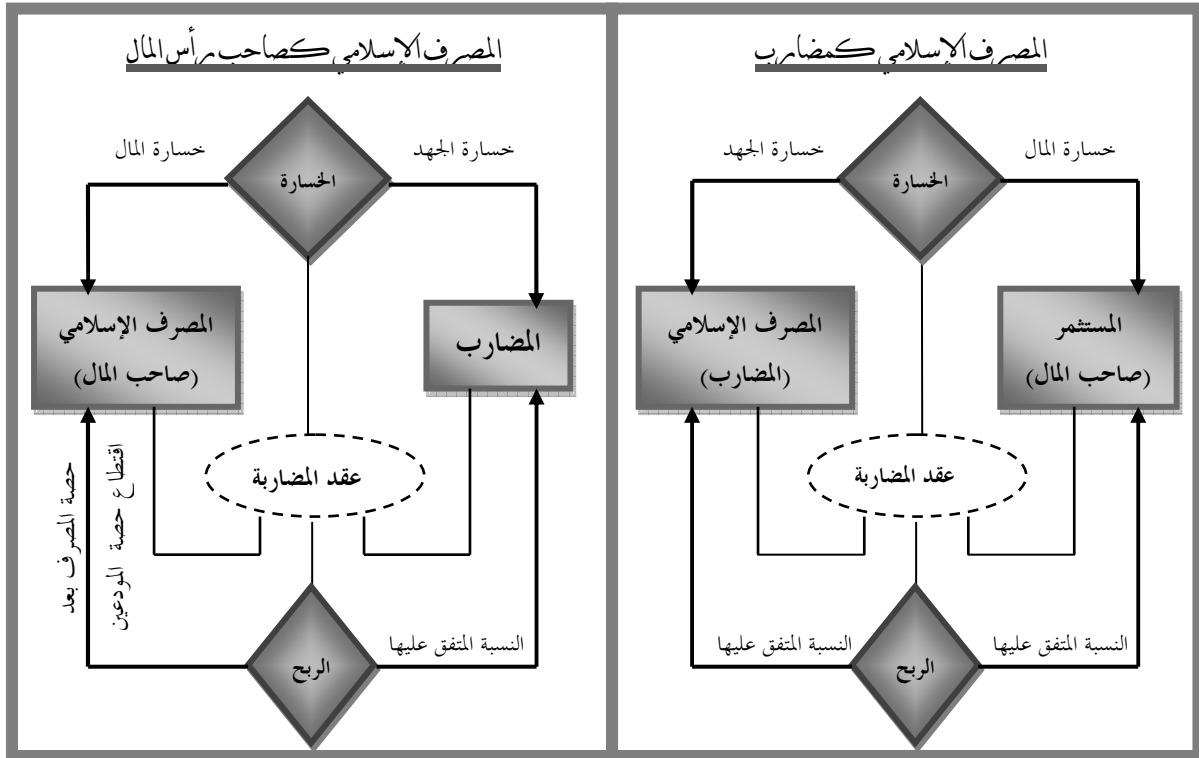 المصرف الإسلامي كمضارب
خسارة المال
خسارة الجهد
الخسارة
المستثمر
(صاحب المال)
المصرف الإسلامي
(المضارب)
عقد المضاربة
النسبة المتفق عليها
النسبة المتفق عليها
الربح
المصرف الإسلامي كصاحب رأس المال
خسارة الجهد
خسارة المال
الخسارة
المضارب
المصرف الإسلامي
(صاحب المال)
عقد المضاربة
حصة المصرف بعد
اقتطاع حصة المودعين
النسبة المتفق عليها
الربح